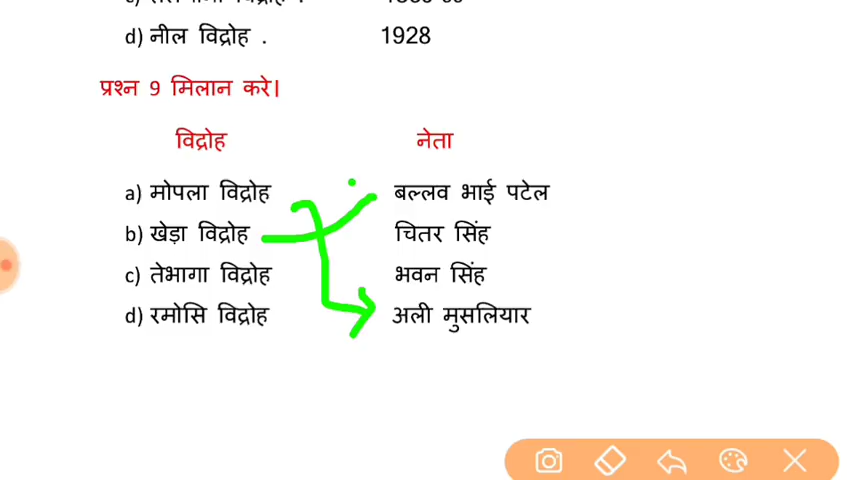 d) नील विद्रोह . 1928
प्रश्न 9 मिलान करे|
विद्रोह नेता
a) मोपला विद्रोह बल्लव भाई पटेल
b) खेड़ा विद्रोह चितर सिंह
c) तेभागा विद्रोह भवन सिंह
d) रमोसि विद्रोह अली मुसलियार